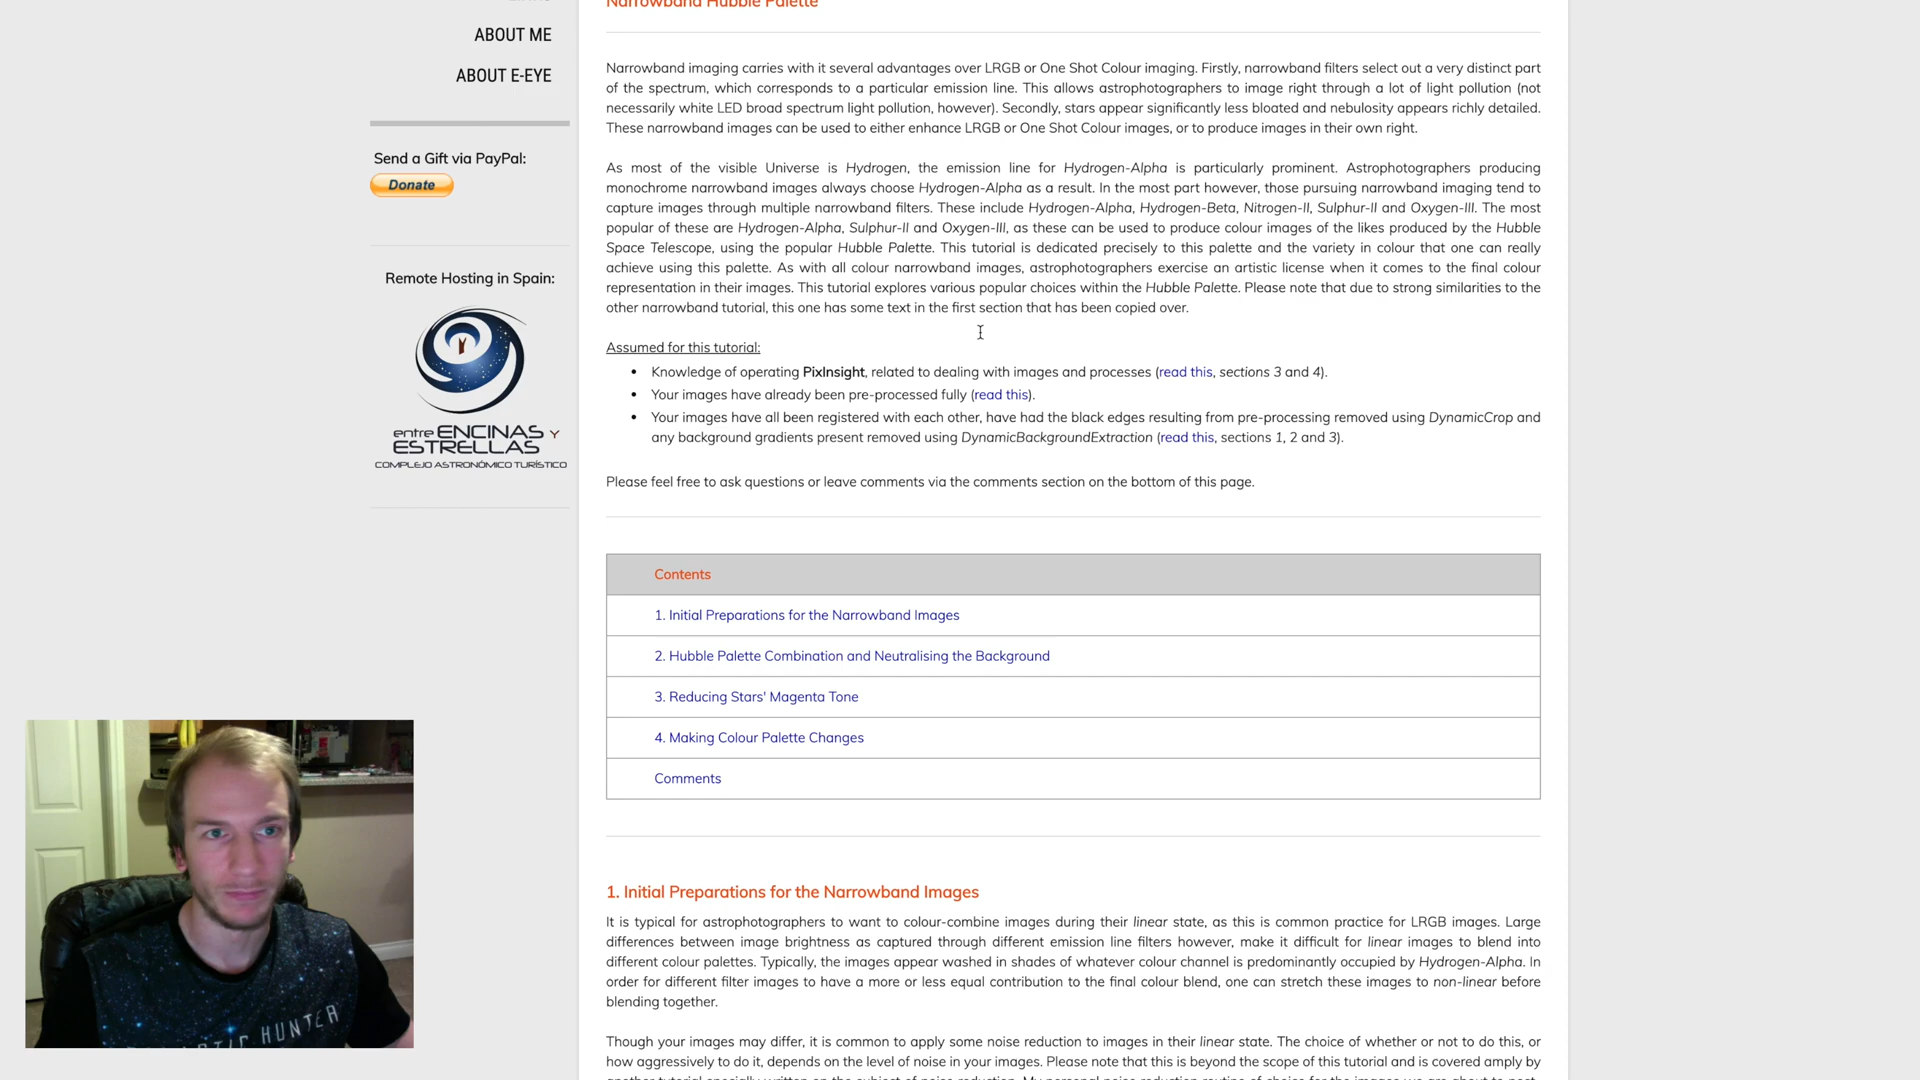 ABOUT ME
ABOUT E-EYE
Send a Gift via PayPal:
Donate
Remote Hosting in Spain:
entre ENCINAS Y
ESTRELLAS
COMPLEJO ASTRONÓMICO TURÍSTICO
Narrowband Hubble Palette
Narrowband imaging carries with it several advantages over LRGB or One Shot Colour imaging. Firstly, narrowband filters select out a very distinct part
of the spectrum, which corresponds to a particular emission line. This allows astrophotographers to image right through a lot of light pollution (not
necessarily white LED broad spectrum light pollution, however). Secondly, stars appear significantly less bloated and nebulosity appears richly detailed.
These narrowband images can be used to either enhance LRGB or One Shot Colour images, or to produce images in their own right.
As most of the visible Universe is Hydrogen, the emission line for Hydrogen-Alpha is particularly prominent. Astrophotographers producing
monochrome narrowband images always choose Hydrogen-Alpha as a result. In the most part however, those pursuing narrowband imaging tend to
capture images through multiple narrowband filters. These include Hydrogen-Alpha, Hydrogen-Beta, Nitrogen-II, Sulphur-II and Oxygen-III. The most
popular of these are Hydrogen-Alpha, Sulphur-II and Oxygen-III, as these can be used to produce colour images of the likes produced by the Hubble
Space Telescope, using the popular Hubble Palette. This tutorial is dedicated precisely to this palette and the variety in colour that one can really
achieve using this palette. As with all colour narrowband images, astrophotographers exercise an artistic license when it comes to the final colour
representation in their images. This tutorial explores various popular choices within the Hubble Palette. Please note that due to strong similarities to the
other narrowband tutorial, this one has some text in the first section that has been copied over.
Assumed for this tutorial:
• Knowledge of operating PixInsight, related to dealing with images and processes (read this, sections 3 and 4).
• Your images have already been pre-processed fully (read this).
• Your images have all been registered with each other, have had the black edges resulting from pre-processing removed using DynamicCrop and
any background gradients present removed using DynamicBackgroundExtraction (read this, sections 1, 2 and 3).
Please feel free to ask questions or leave comments via the comments section on the bottom of this page.
Contents
1. Initial Preparations for the Narrowband Images
2. Hubble Palette Combination and Neutralising the Background
3. Reducing Stars' Magenta Tone
4. Making Colour Palette Changes
Comments
1. Initial Preparations for the Narrowband Images
It is typical for astrophotographers to want to colour-combine images during their linear state, as this is common practice for LRGB images. Large
differences between image brightness as captured through different emission line filters however, make it difficult for linear images to blend into
different colour palettes. Typically, the images appear washed in shades of whatever colour channel is predominantly occupied by Hydrogen-Alpha. In
order for different filter images to have a more or less equal contribution to the final colour blend, one can stretch these images to non-linear before
blending together.
Though your images may differ, it is common to apply some noise reduction to images in their linear state. The choice of whether or not to do this, or
how aggressively to do it, depends on the level of noise in your images. Please note that this is beyond the scope of this tutorial and is covered amply by
HUNTER